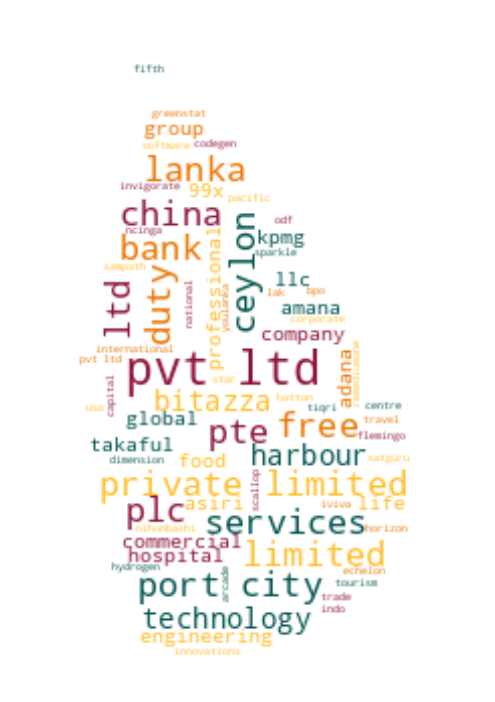 fifth
greenstat
group
software codegen
lanka
invigorate 99x
pacific
china
odf
ncinga
ceylon
kpmg
bank
professional
sparkle
sampath
duty
llc
national
youlanka
lak bpo
ltd
amana
corporate
company
international
pvt ltd
pvt ltd
adana
star
capital
bitazza
hatton
usa
tiqri centre
global
free
travel
pte
flemingo
takaful
harbour
dimension
food
satguru
scallop
private limited
asiri
iviva life
plc
services
nihonbashi
horizon
commercial
hospital
limited
hydrogen
echelon
arcade
port city
tourism
trade
technology
indo
engineering
innovations